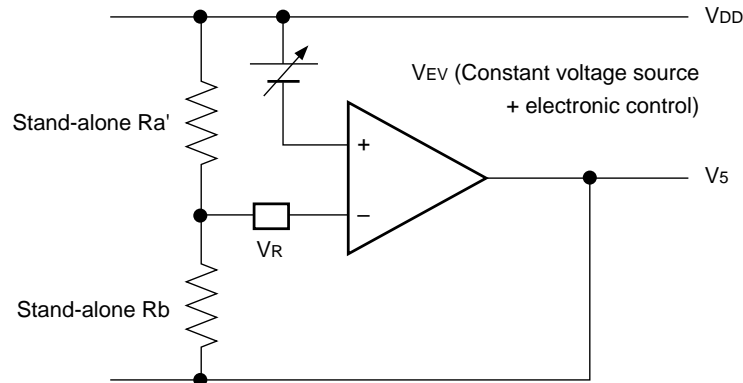 VDD
VEV (Constant voltage source
+ electronic control)
Stand-alone Ra'
+
V5
−
VR
Stand-alone Rb